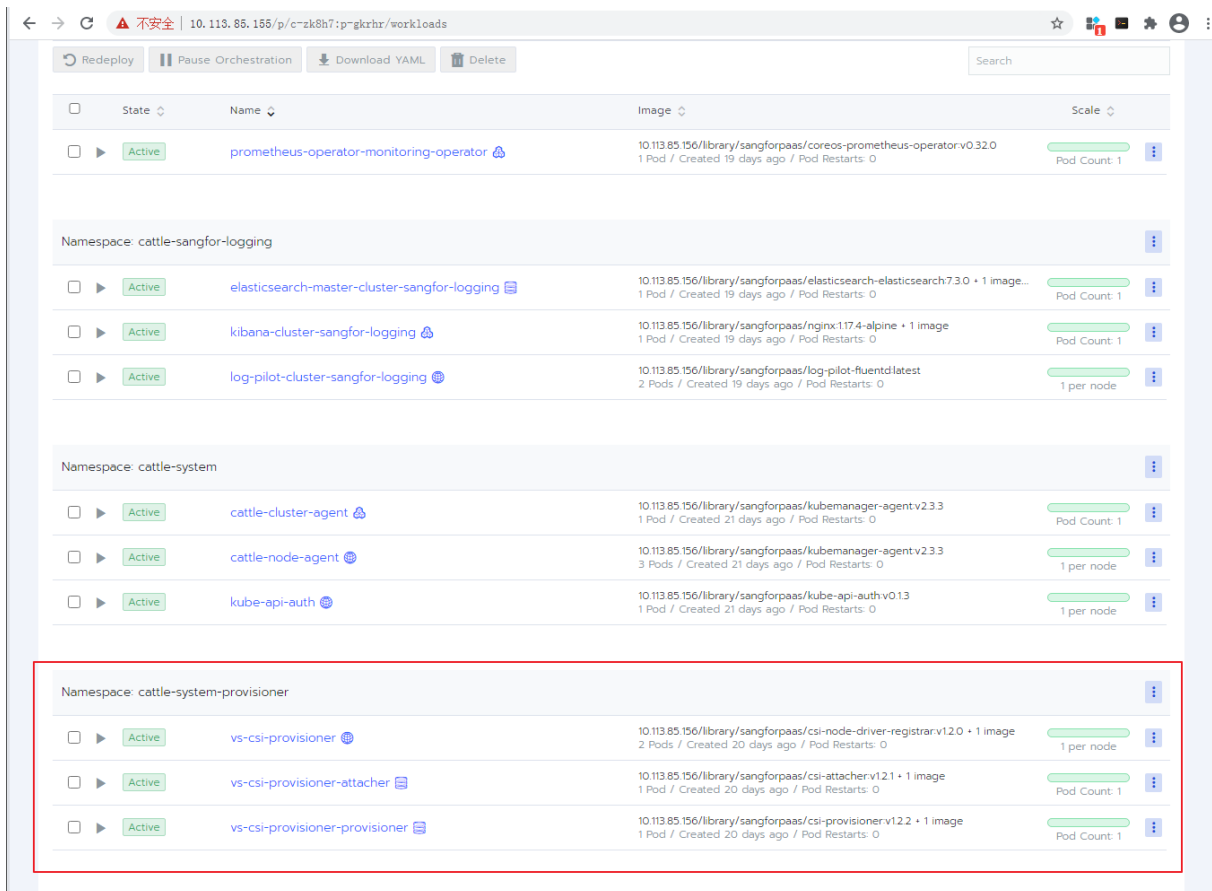 不安全 | 10.113.85.155/p/c-zk8h7:p-gkrhr/workloads
1
Redeploy Pause Orchestration Download YAML Delete Search
State Name Image Scale
Active prometheus-operator-monitoring-operator 10.113.85.156/library/sangforpaas/coreos-prometheus-operator:v0.32.0
1 Pod / Created 19 days ago / Pod Restarts: 0 Pod Count: 1
Namespace: cattle-sangfor-logging
Active elasticsearch-master-cluster-sangfor-logging 10.113.85.156/library/sangforpaas/elasticsearch-elasticsearch:7.3.0 + 1 image...
1 Pod / Created 19 days ago / Pod Restarts: 0 Pod Count: 1
Active kibana-cluster-sangfor-logging 10.113.85.156/library/sangforpaas/nginx:1.17.4-alpine + 1 image
1 Pod / Created 19 days ago / Pod Restarts: 0 Pod Count: 1
Active log-pilot-cluster-sangfor-logging 10.113.85.156/library/sangforpaas/log-pilot-fluentd:latest
2 Pods / Created 19 days ago / Pod Restarts: 0 1 per node
Namespace: cattle-system
Active cattle-cluster-agent 10.113.85.156/library/sangforpaas/kubemanager-agent:v2.3.3
1 Pod / Created 21 days ago / Pod Restarts: 0 Pod Count: 1
Active cattle-node-agent 10.113.85.156/library/sangforpaas/kubemanager-agent:v2.3.3
3 Pods / Created 21 days ago / Pod Restarts: 0 1 per node
Active kube-api-auth 10.113.85.156/library/sangforpaas/kube-api-auth:v0.1.3
1 Pod / Created 21 days ago / Pod Restarts: 0 1 per node
Namespace: cattle-system-provisioner
Active vs-csi-provisioner 10.113.85.156/library/sangforpaas/csi-node-driver-registrar:v1.2.0 + 1 image
2 Pods / Created 20 days ago / Pod Restarts: 0 1 per node
Active vs-csi-provisioner-attacher 10.113.85.156/library/sangforpaas/csi-attacher:v1.2.1 + 1 image
1 Pod / Created 20 days ago / Pod Restarts: 0 Pod Count: 1
Active vs-csi-provisioner-provisioner 10.113.85.156/library/sangforpaas/csi-provisioner:v1.2.2 + 1 image
1 Pod / Created 20 days ago / Pod Restarts: 0 Pod Count: 1